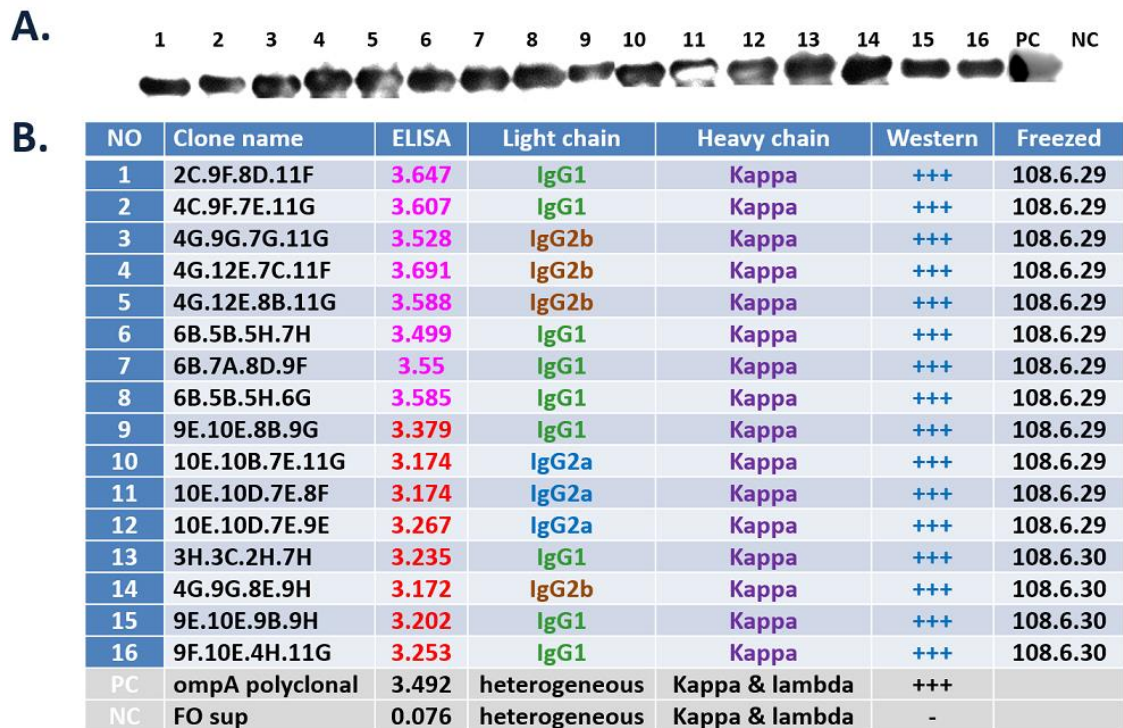 A.
1 2 3 4 5 6 7 8 9 10 11 12 13 14 15 16 PC NC
B.
NO Clone name ELISA Light chain Heavy chain Western Freezed
1 2C.9F.8D.11F 3.647 IgG1 Kappa +++ 108.6.29
2 4C.9F.7E.11G 3.607 IgG1 Kappa +++ 108.6.29
3 4G.9G.7G.11G 3.528 IgG2b Kappa +++ 108.6.29
4 4G.12E.7C.11F 3.691 IgG2b Kappa +++ 108.6.29
5 4G.12E.8B.11G 3.588 IgG2b Kappa +++ 108.6.29
6 6B.5B.5H.7H 3.499 IgG1 Kappa +++ 108.6.29
7 6B.7A.8D.9F 3.55 IgG1 Kappa +++ 108.6.29
8 6B.5B.5H.6G 3.585 IgG1 Kappa +++ 108.6.29
9 9E.10E.8B.9G 3.379 IgG1 Kappa +++ 108.6.29
10 10E.10B.7E.11G 3.174 IgG2a Kappa +++ 108.6.29
11 10E.10D.7E.8F 3.174 IgG2a Kappa +++ 108.6.29
12 10E.10D.7E.9E 3.267 IgG2a Kappa +++ 108.6.29
13 3H.3C.2H.7H 3.235 IgG1 Kappa +++ 108.6.30
14 4G.9G.8E.9H 3.172 IgG2b Kappa +++ 108.6.30
15 9E.10E.9B.9H 3.202 IgG1 Kappa +++ 108.6.30
16 9F.10E.4H.11G 3.253 IgG1 Kappa +++ 108.6.30
PC ompA polyclonal 3.492 heterogeneous Kappa & lambda +++
NC FO sup 0.076 heterogeneous Kappa & lambda -